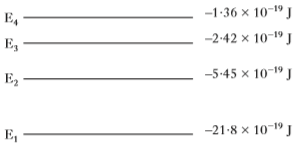 E₄ –1·36 × 10⁻¹⁹ J
E₃ –2·42 × 10⁻¹⁹ J
E₂ –5·45 × 10⁻¹⁹ J
E₁ –21·8 × 10⁻¹⁹ J